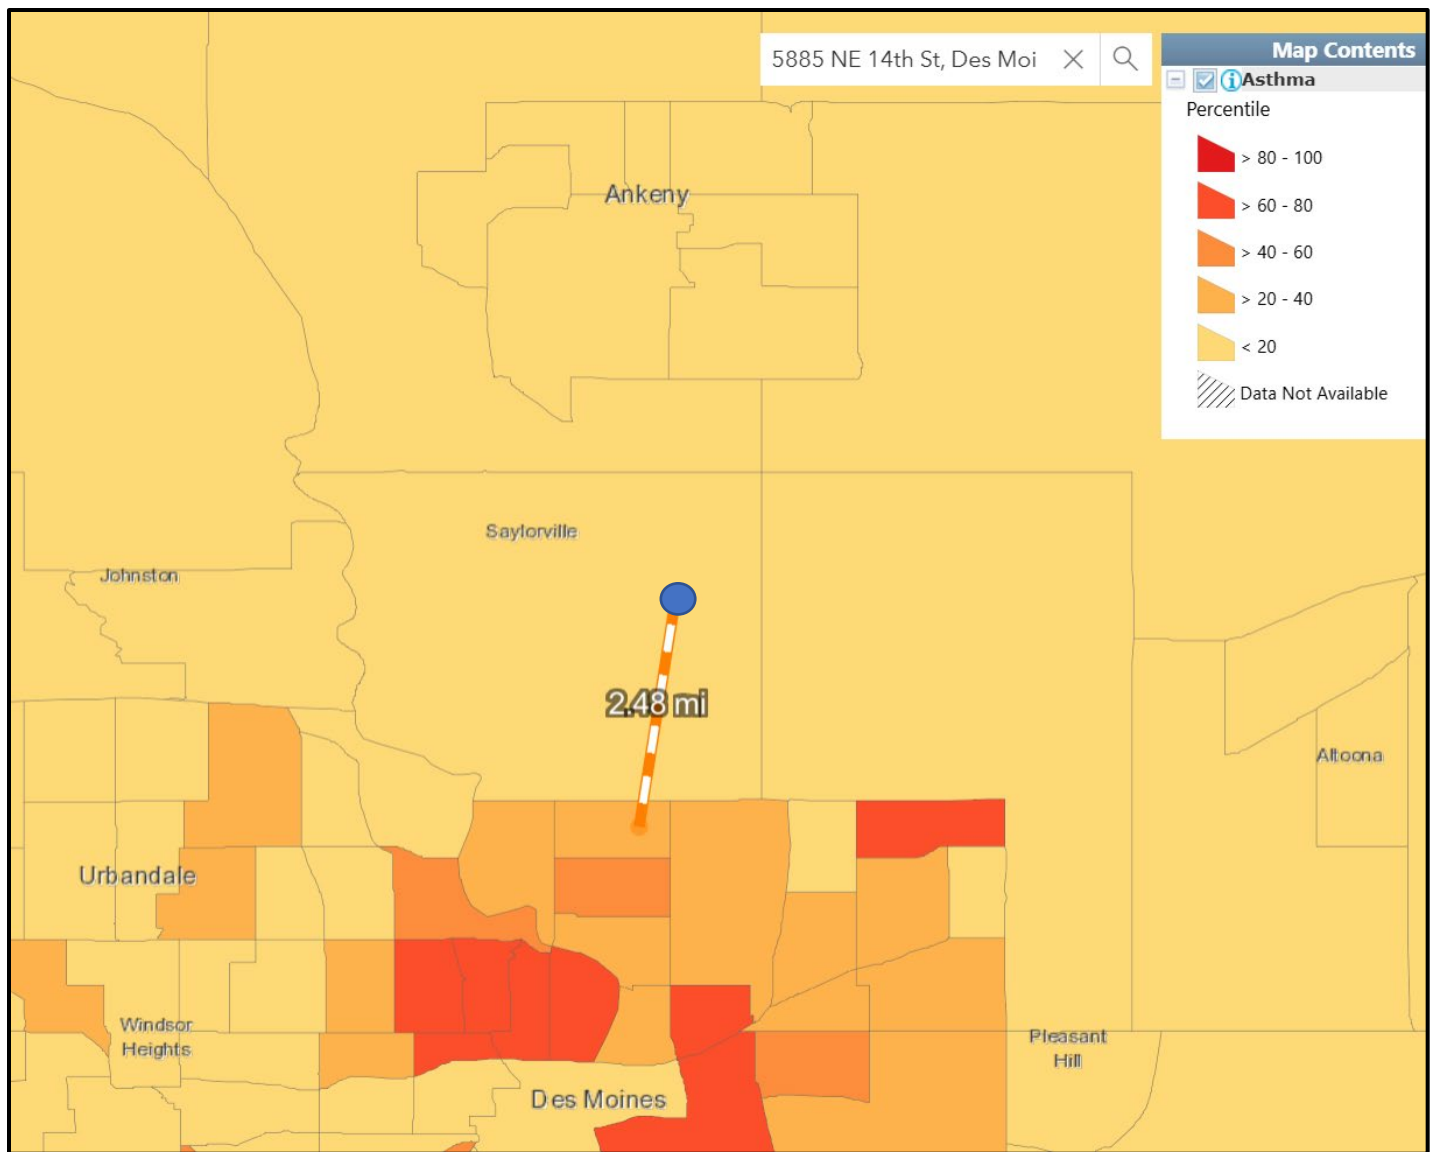 5885 NE 14th St, Des Moi
Map Contents
Asthma
Percentile
> 80 - 100
> 60 - 80
> 40 - 60
> 20 - 40
< 20
Data Not Available
Ankeny
Saylorville
Johnston
2.48 mi
Altoona
Urbandale
Windsor
Heights
Pleasant
Hill
Des Moines